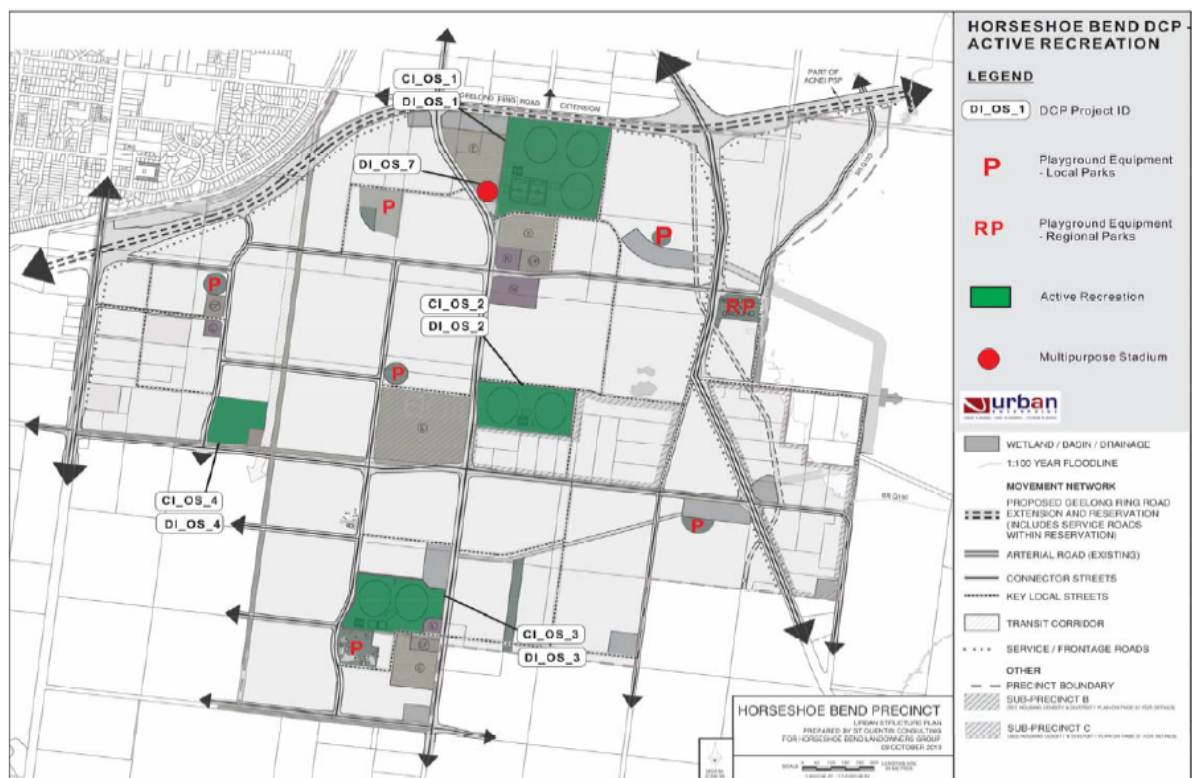 HORSESHOE BEND DCP -
ACTIVE RECREATION
LEGEND
DI_OS_1 DCP Project ID
P Playground Equipment
- Local Parks
RP Playground Equipment
- Regional Parks
Active Recreation
Multipurpose Stadium
urban
WETLAND / BASIN / DRAINAGE
1:100 YEAR FLOODLINE
MOVEMENT NETWORK
PROPOSED GEELONG RING ROAD
EXTENSION AND RESERVATION
(INCLUDES SERVICE ROADS
WITHIN RESERVATION)
ARTERIAL ROAD (EXISTING)
CONNECTOR STREETS
KEY LOCAL STREETS
TRANSIT CORRIDOR
SERVICE / FRONTAGE ROADS
OTHER
PRECINCT BOUNDARY
SUB-PRECINCT B
SUB-PRECINCT C
CI_OS_1
DI_OS_1
GEELONG RING ROAD EXTENSION
PART OF
DI_OS_7
P
P
P
RP
CI_OS_2
DI_OS_2
P
CI_OS_4
DI_OS_4
P
CI_OS_3
DI_OS_3
P
HORSESHOE BEND PRECINCT
URBAN STRUCTURE PLAN
PREPARED BY ST QUENTIN CONSULTING
FOR HORSESHOE BEND LANDOWNERS GROUP
09 OCTOBER 2013
SCALE